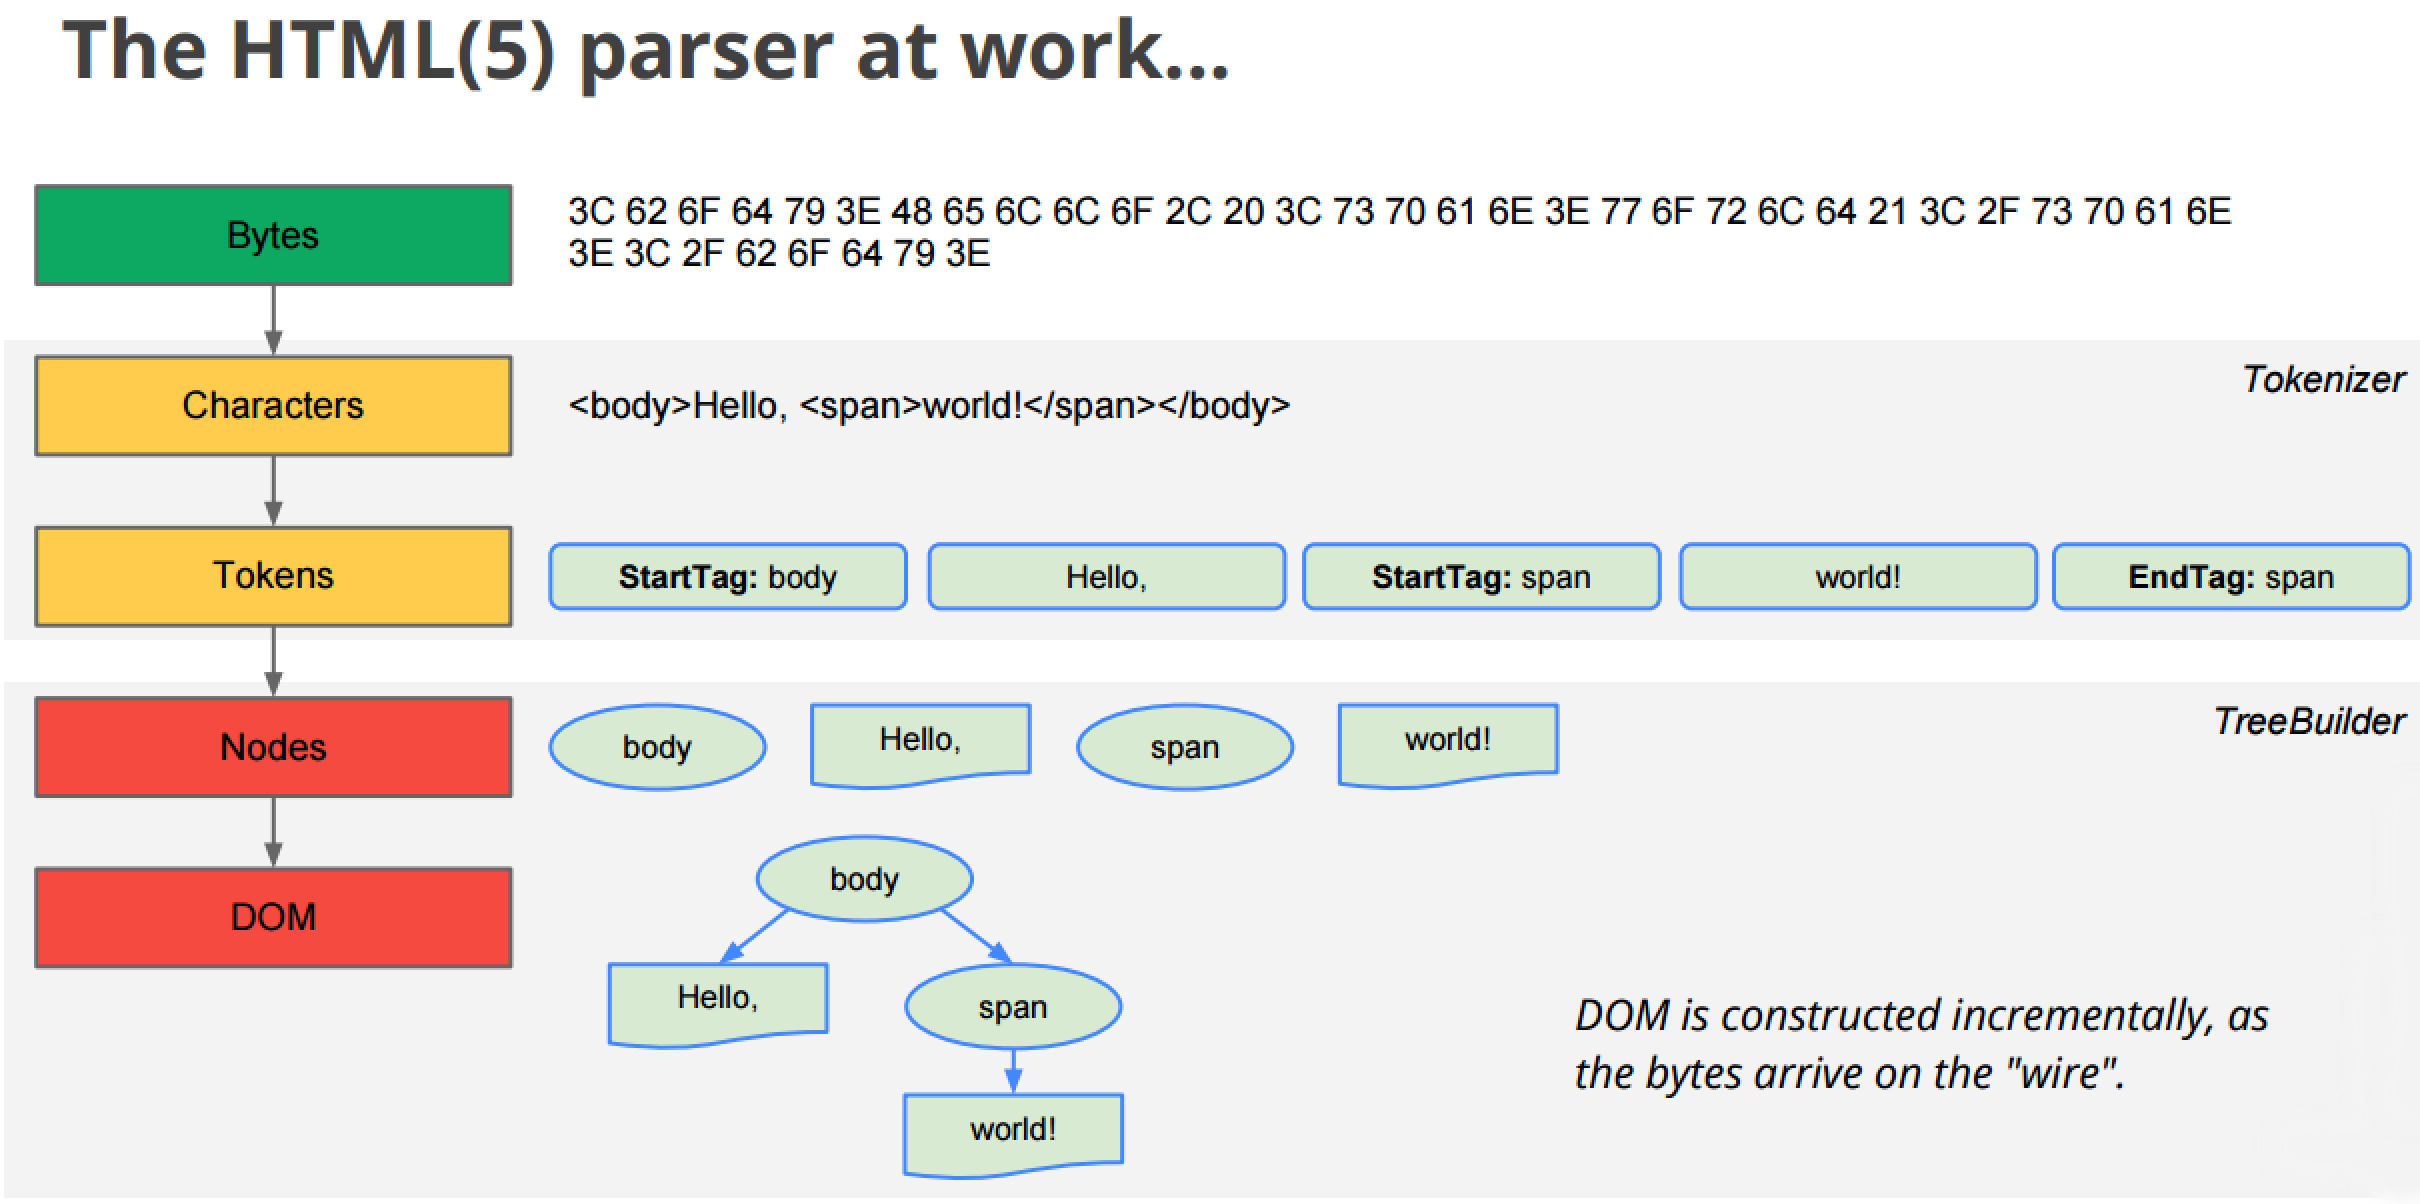 The HTML(5) parser at work...
Bytes
3C 62 6F 64 79 3E 48 65 6C 6C 6F 2C 20 3C 73 70 61 6E 3E 77 6F 72 6C 64 21 3C 2F 73 70 61 6E
3E 3C 2F 62 6F 64 79 3E
Tokenizer
Characters
<body>Hello, <span>world!</span></body>
Tokens
StartTag: body
Hello,
StartTag: span
world!
EndTag: span
TreeBuilder
Nodes
body
Hello,
span
world!
DOM
body
Hello,
span
world!
DOM is constructed incrementally, as
the bytes arrive on the "wire".